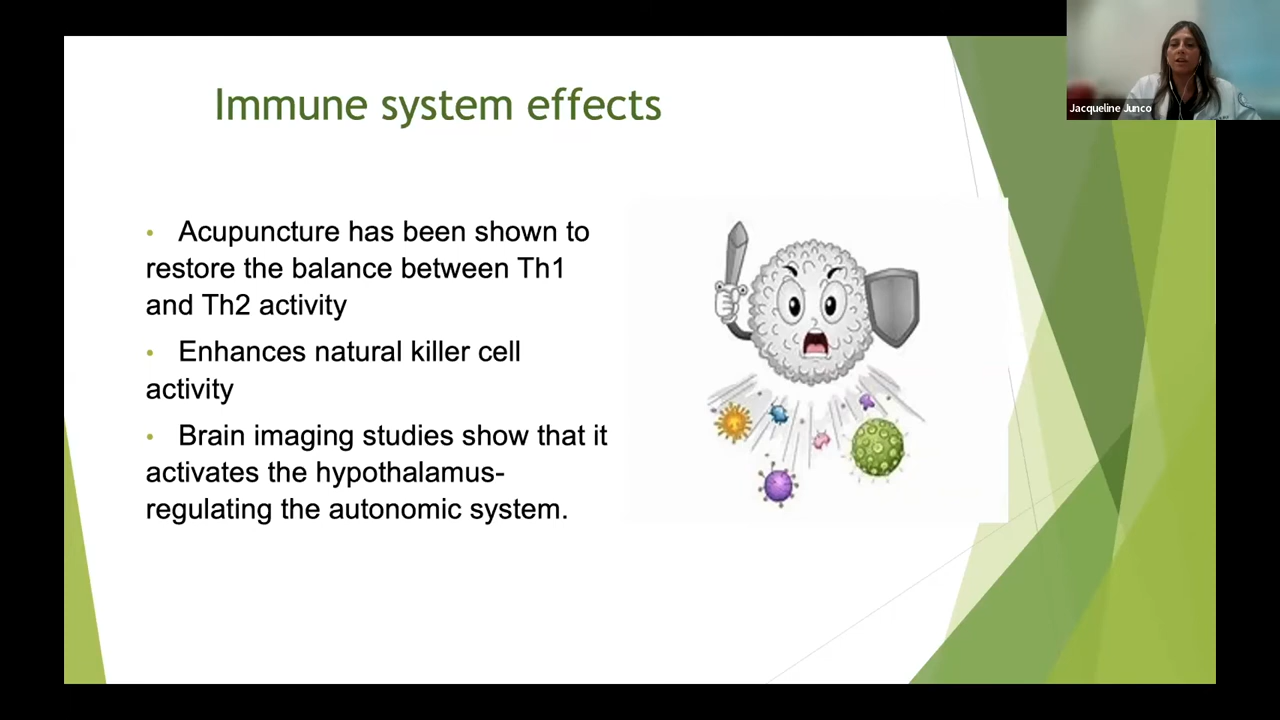 Immune system effects
Jacqueline Junco
• Acupuncture has been shown to
restore the balance between Th1
and Th2 activity
• Enhances natural killer cell
activity
• Brain imaging studies show that it
activates the hypothalamus-
regulating the autonomic system.